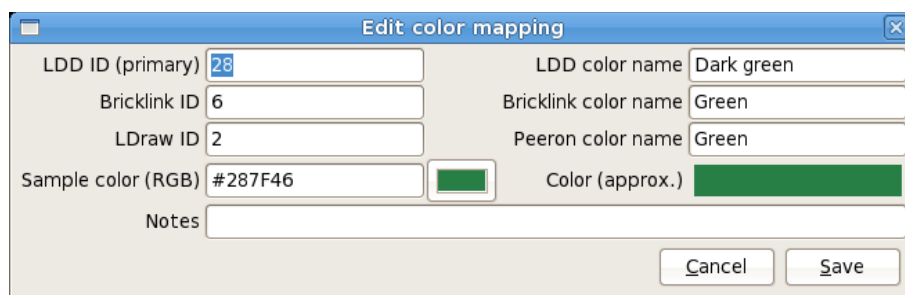 Edit color mapping
LDD ID (primary) 28 LDD color name Dark green
Bricklink ID 6 Bricklink color name Green
LDraw ID 2 Peeron color name Green
Sample color (RGB) #287F46 Color (approx.)
Notes
Cancel Save